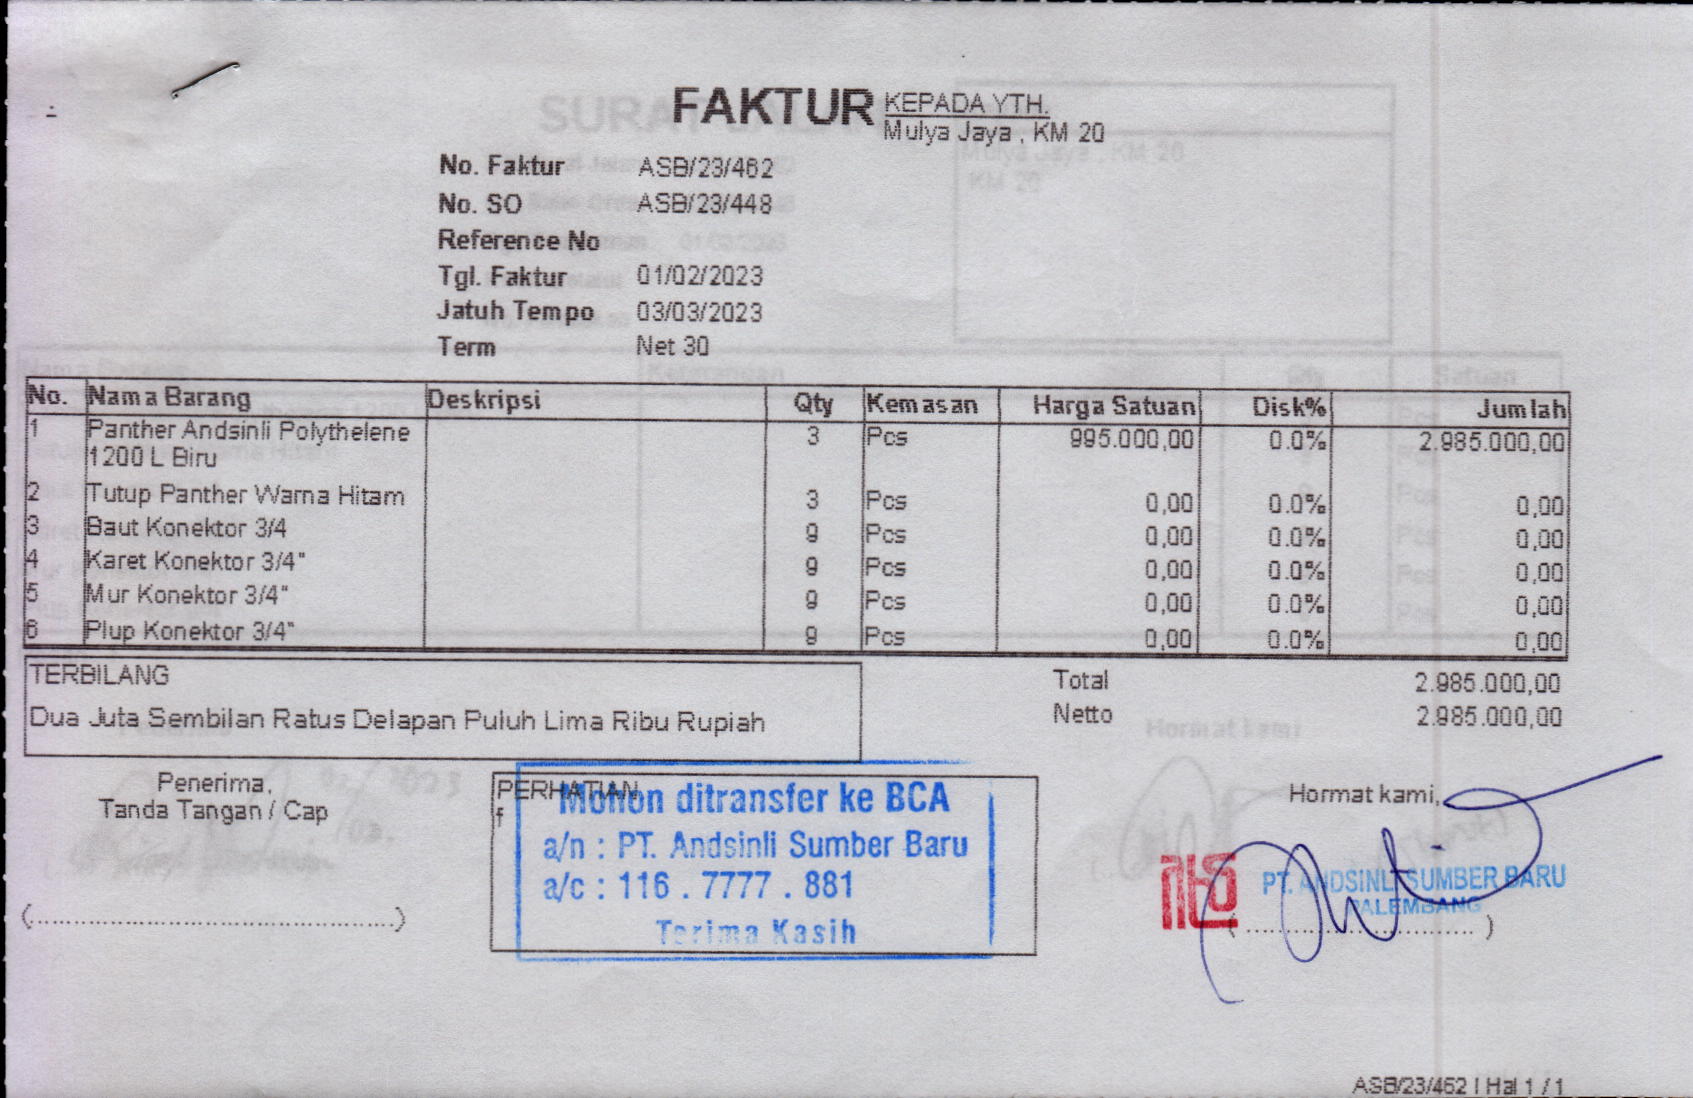 FAKTUR
KEPADA YTH.
Mulya Jaya , KM 20
No. Faktur ASB/23/462
No. SO ASB/23/448
Reference No
Tgl. Faktur 01/02/2023
Jatuh Tempo 03/03/2023
Term Net 30
No. Nama Barang Deskripsi Qty Kemasan Harga Satuan Disk% Jumlah
1 Panther Andsinli Polythelene 3 Pcs 995.000,00 0.0% 2.985.000,00
1200 L Biru
2 Tutup Panther Warna Hitam 3 Pcs 0,00 0.0% 0,00
3 Baut Konektor 3/4 9 Pcs 0,00 0.0% 0,00
4 Karet Konektor 3/4" 9 Pcs 0,00 0.0% 0,00
5 Mur Konektor 3/4" 9 Pcs 0,00 0.0% 0,00
6 Plup Konektor 3/4" 9 Pcs 0,00 0.0% 0,00
TERBILANG
Dua Juta Sembilan Ratus Delapan Puluh Lima Ribu Rupiah
Total 2.985.000,00
Netto 2.985.000,00
Penerima,
Tanda Tangan / Cap
(..........................................)
PERHATIAN
f
Mohon ditransfer ke BCA
a/n : PT. Andsinli Sumber Baru
a/c : 116 . 7777 . 881
Terima Kasih
Hormat kami,
PT. ANDSINLI SUMBER BARU
PALEMBANG
( .......................... )
ASB/23/462 | Hal 1 / 1